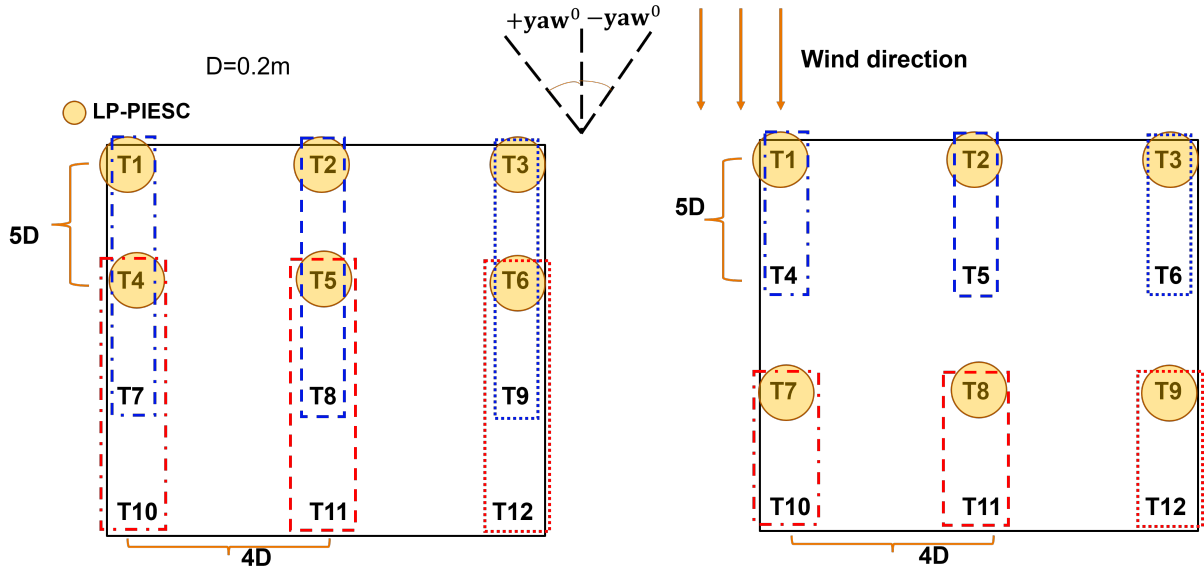 +yaw⁰ −yaw⁰
D=0.2m
Wind direction
LP-PIESC
T1 T2 T3
5D
T4 T5 T6
T7 T8 T9
T10 T11 T12
4D
T1 T2 T3
5D
T4 T5 T6
T7 T8 T9
T10 T11 T12
4D